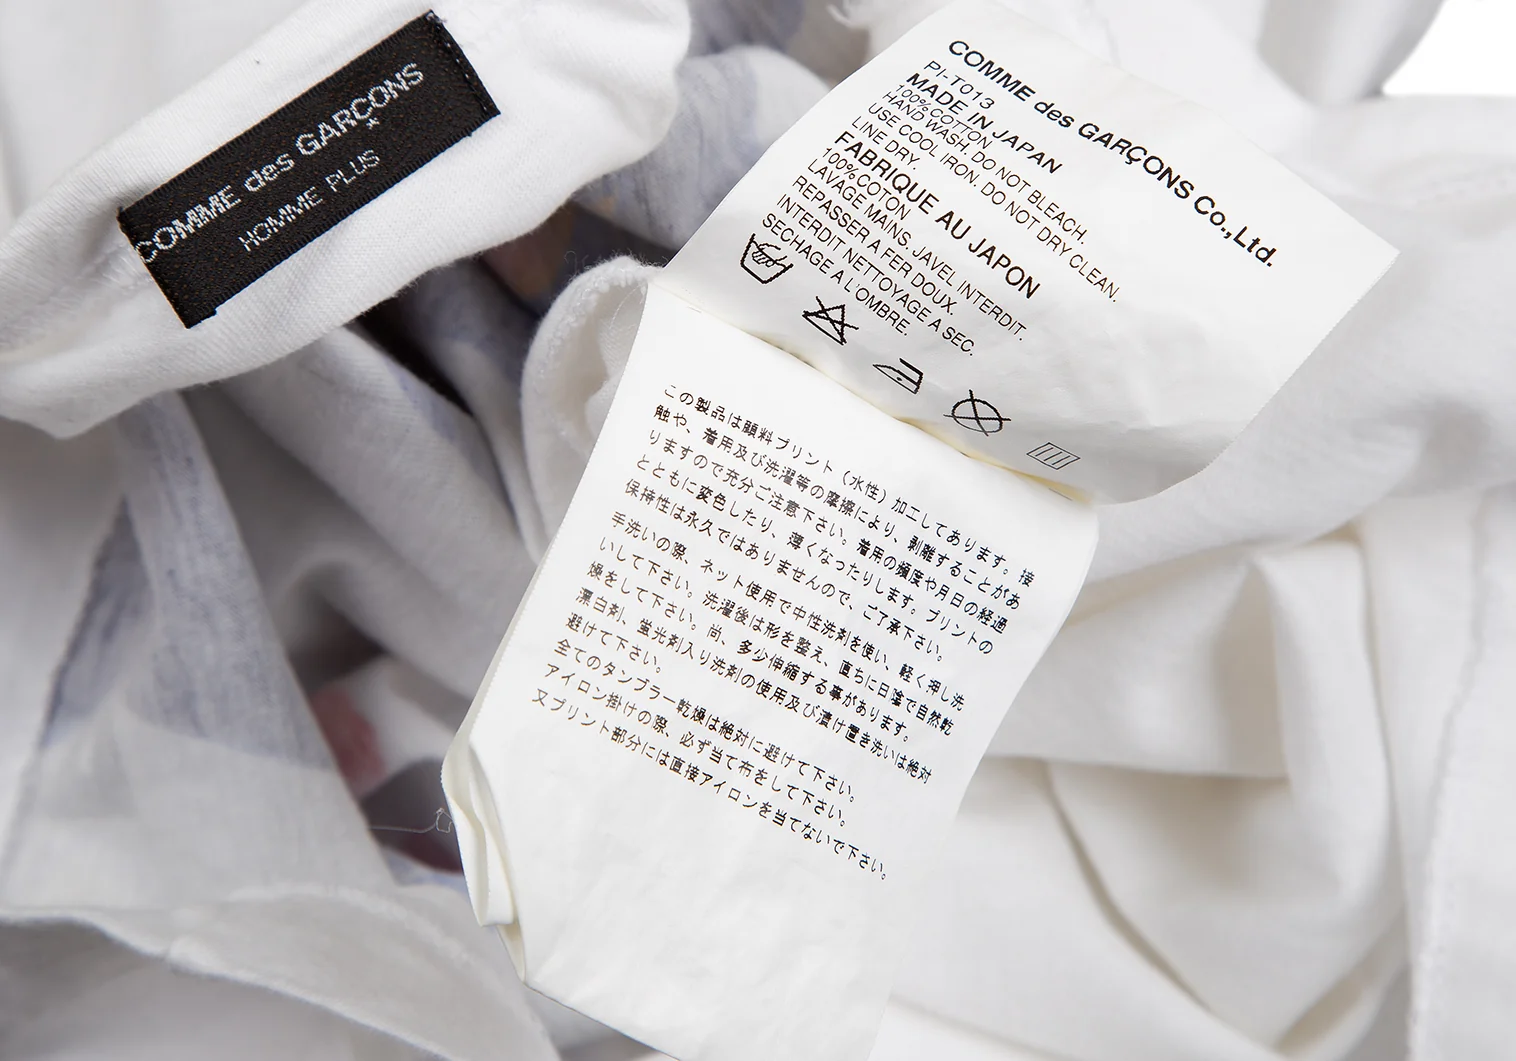 COMME des GARÇONS
HOMME PLUS
COMME des GARÇONS Co.,Ltd.
PI-T013
MADE IN JAPAN
100%COTTON
HAND WASH. DO NOT BLEACH.
USE COOL IRON. DO NOT DRY CLEAN.
LINE DRY.
FABRIQUE AU JAPON
100%COTON
LAVAGE MAINS. JAVEL INTERDIT.
REPASSER A FER DOUX.
INTERDIT NETTOYAGE A SEC.
SECHAGE A L'OMBRE.
この製品は顔料プリント（水性）加工してあります。接
触や、着用及び洗濯等の摩擦により、剥離することがあ
りますので充分ご注意下さい。着用の頻度や月日の経過
とともに変色したり、薄くなったりします。プリントの
保持性は永久ではありませんので、ご了承下さい。
手洗いの際、ネット使用で中性洗剤を使い、軽く押し洗
いして下さい。洗濯後は形を整え、直ちに日陰で自然乾
燥をして下さい。尚、多少伸縮する事があります。
漂白剤、蛍光剤入り洗剤の使用及び漬け置き洗いは絶対
避けて下さい。
全てのタンブラー乾燥は絶対に避けて下さい。
アイロン掛けの際、必ず当て布をして下さい。
又プリント部分には直接アイロンを当てないで下さい。